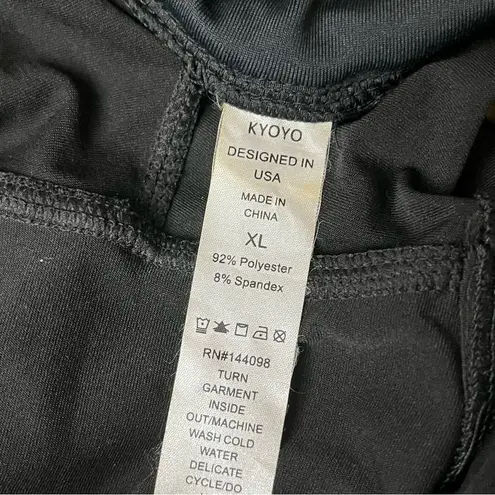 KYOYO
DESIGNED IN
USA
MADE IN
CHINA
XL
92% Polyester
8% Spandex
RN#144098
TURN
GARMENT
INSIDE
OUT/MACHINE
WASH COLD
WATER
DELICATE
CYCLE/DO